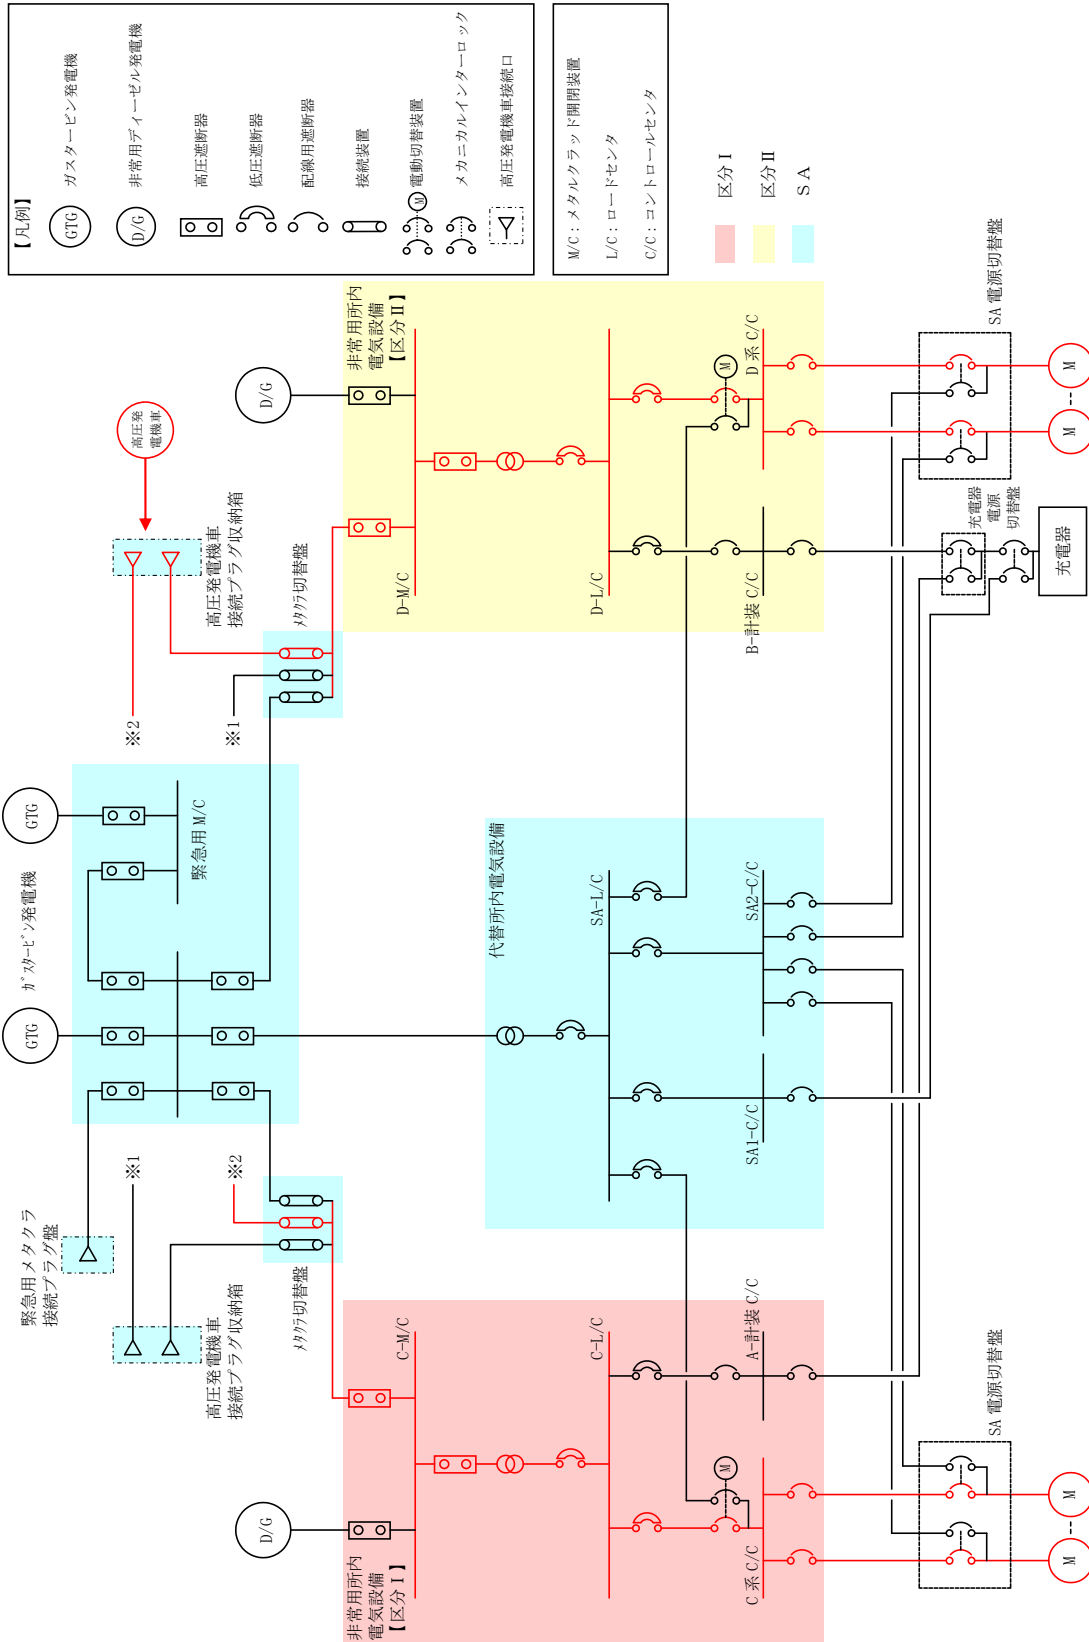 【凡例】
GTG ガスタービン発電機
D/G 非常用ディーゼル発電機
高圧遮断器
低圧遮断器
配線用遮断器
接続装置
M 電動切替装置
メカニカルインターロック
高圧発電機車接続口
M/C：メタルクラッド開閉装置
L/C：ロードセンタ
C/C：コントロールセンタ
区分Ⅰ
区分Ⅱ
ＳＡ
緊急用メタクラ
接続プラグ盤
ガスタービン発電機
GTG
GTG
緊急用 M/C
高圧発
電機車
高圧発電機車
接続プラグ収納箱
※1
※2
高圧発電機車
接続プラグ収納箱
※2
※1
メタクラ切替盤
メタクラ切替盤
非常用所内
電気設備
【区分Ⅰ】
D/G
C-M/C
C-L/C
M
C 系 C/C
A-計装 C/C
代替所内電気設備
SA-L/C
SA1-C/C
SA2-C/C
非常用所内
電気設備
【区分Ⅱ】
D/G
D-M/C
D-L/C
M
B-計装 C/C
D 系 C/C
SA 電源切替盤
M
M
充電器
電源
切替盤
充電器
SA 電源切替盤
M
M